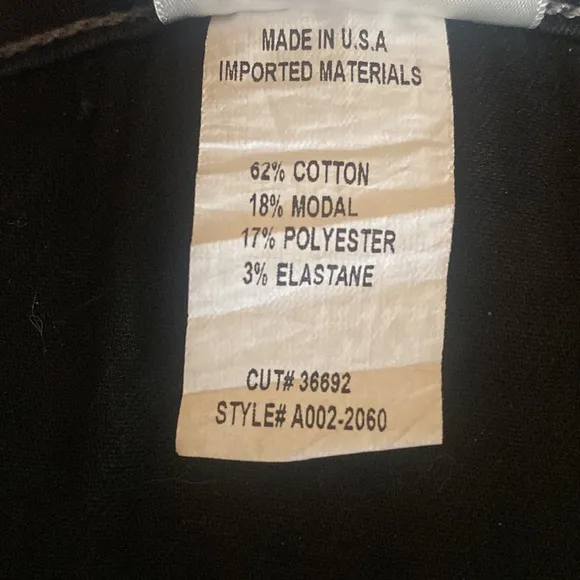 MADE IN U.S.A
IMPORTED MATERIALS
62% COTTON
18% MODAL
17% POLYESTER
3% ELASTANE
CUT# 36692
STYLE# A002-2060